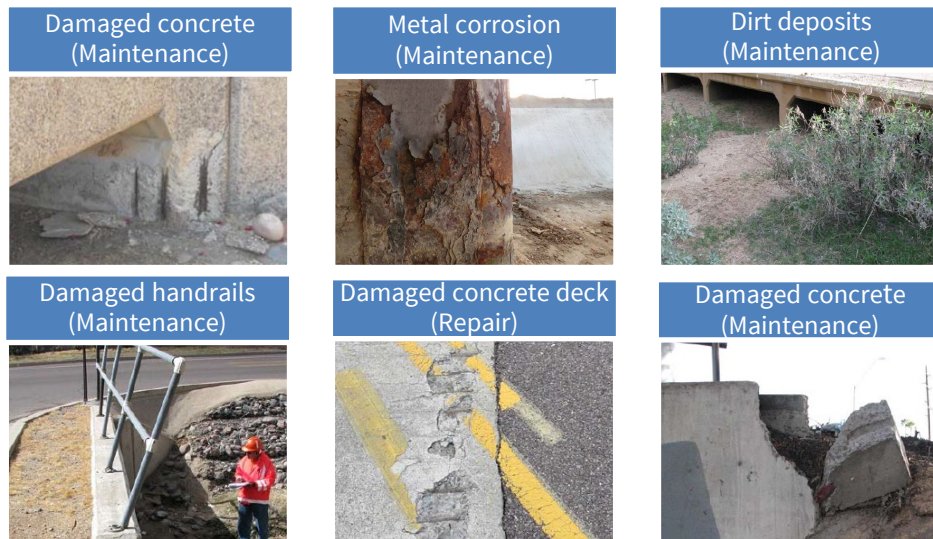 Damaged concrete
(Maintenance)
Metal corrosion
(Maintenance)
Dirt deposits
(Maintenance)
Damaged handrails
(Maintenance)
Damaged concrete deck
(Repair)
Damaged concrete
(Maintenance)